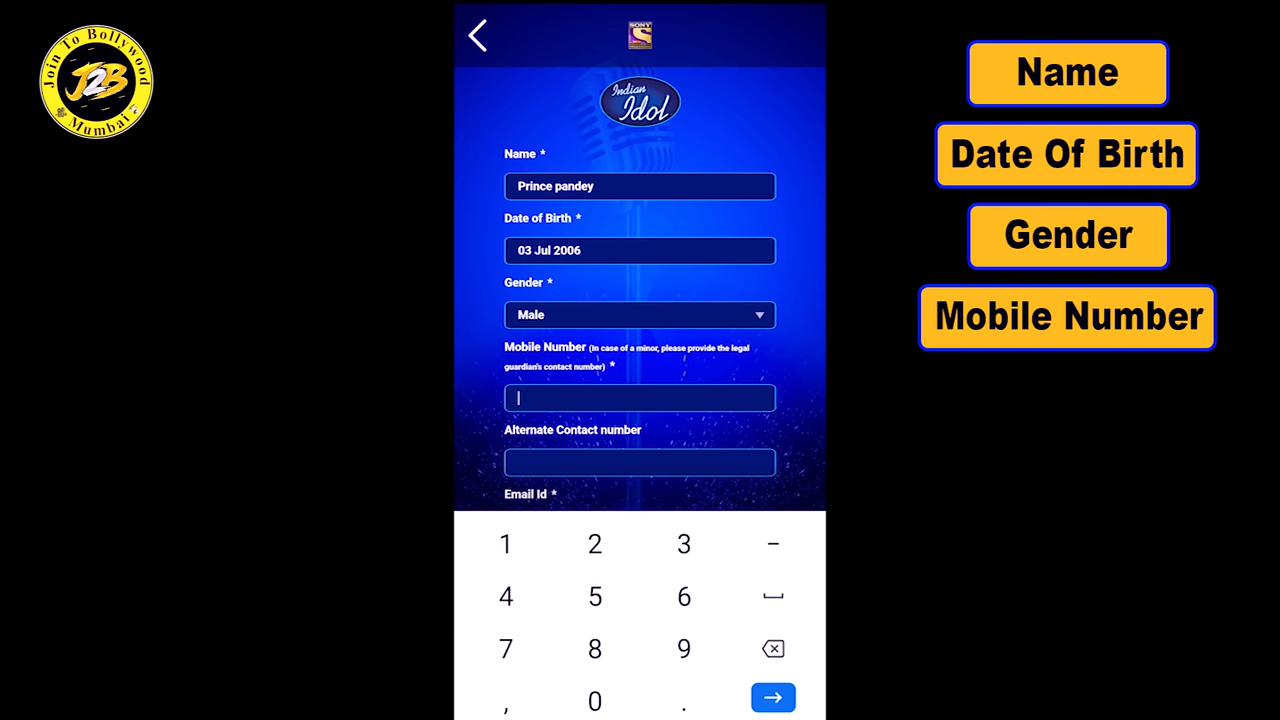 Join To Bollywood
J2B
Mumbai
SONY
S
Indian
Idol
Name *
Prince pandey
Date of Birth *
03 Jul 2006
Gender *
Male
Mobile Number (In case of a minor, please provide the legal
guardian's contact number) *
Alternate Contact number
Email Id *
1 2 3 -
4 5 6
7 8 9
, 0 .
Name
Date Of Birth
Gender
Mobile Number